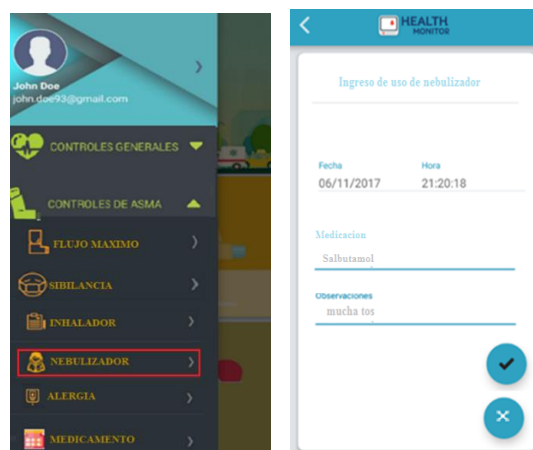 John Doe
john.doe93@gmail.com
CONTROLES GENERALES
CONTROLES DE ASMA
FLUJO MAXIMO
SIBILANCIA
INHALADOR
NEBULIZADOR
ALERGIA
MEDICAMENTO
HEALTH
MONITOR
Ingreso de uso de nebulizador
Fecha Hora
06/11/2017 21:20:18
Medicacion
Salbutamol
Observaciones
mucha tos